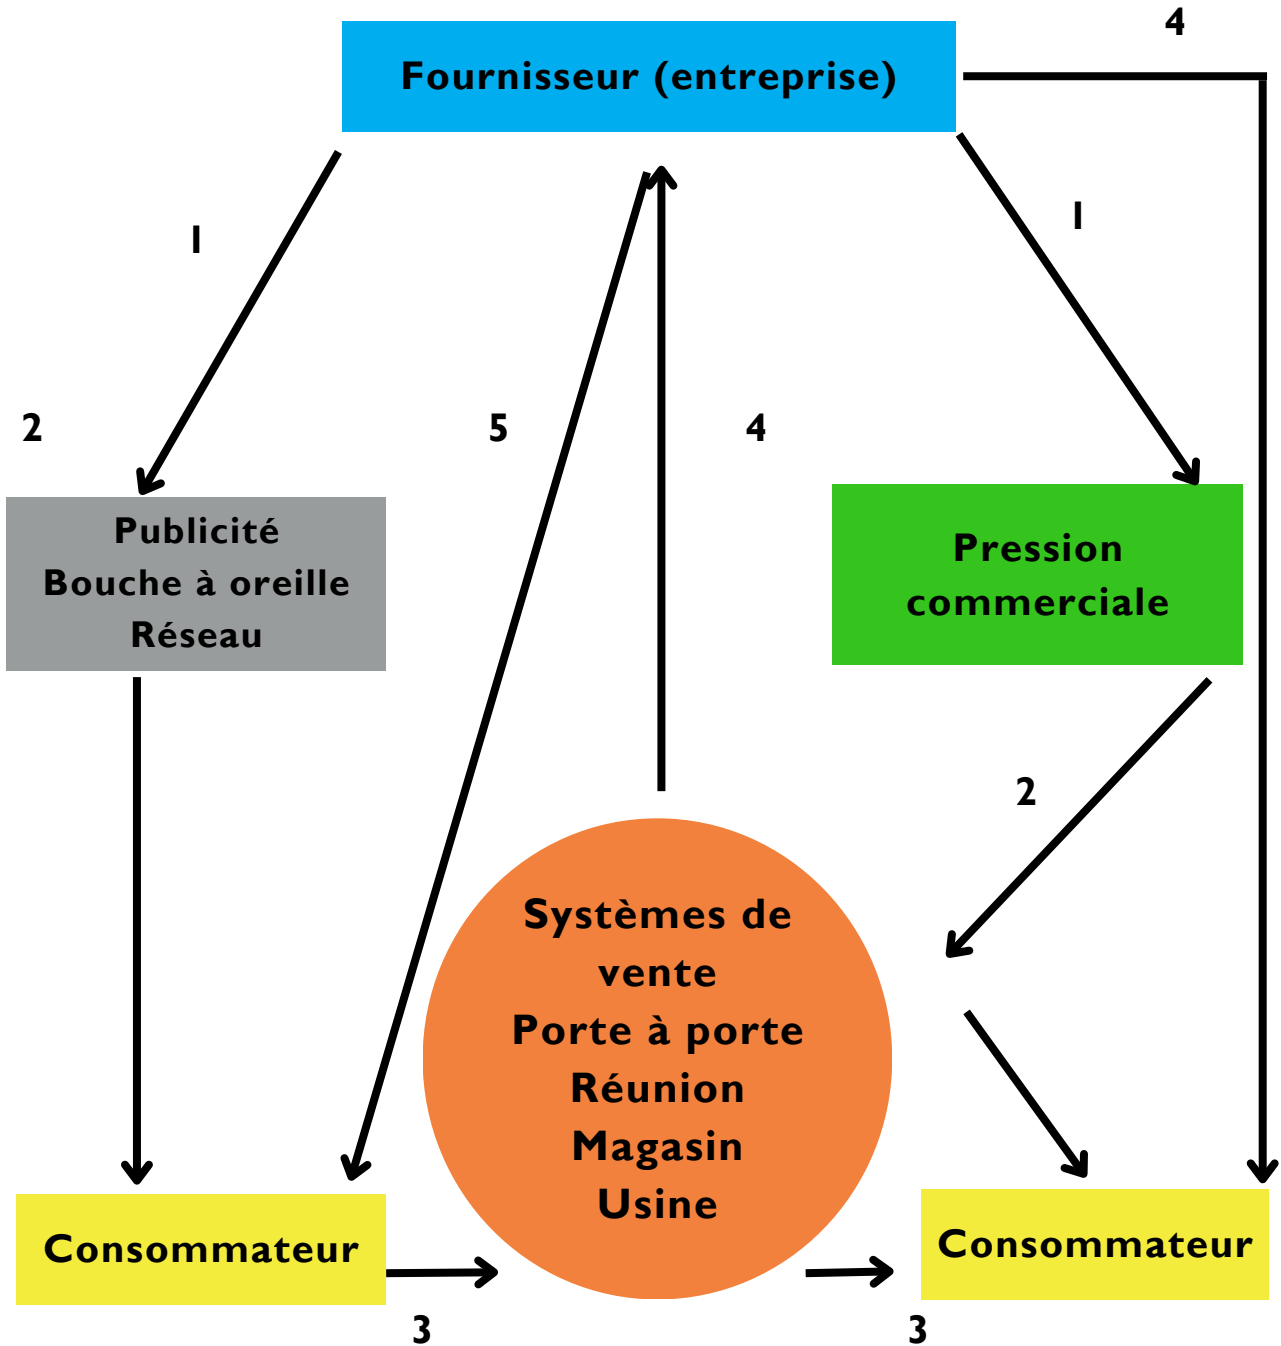 4
Fournisseur (entreprise)
1
1
2
5
4
Publicité
Bouche à oreille
Réseau
Pression
commerciale
2
Systèmes de
vente
Porte à porte
Réunion
Magasin
Usine
Consommateur
Consommateur
3
3